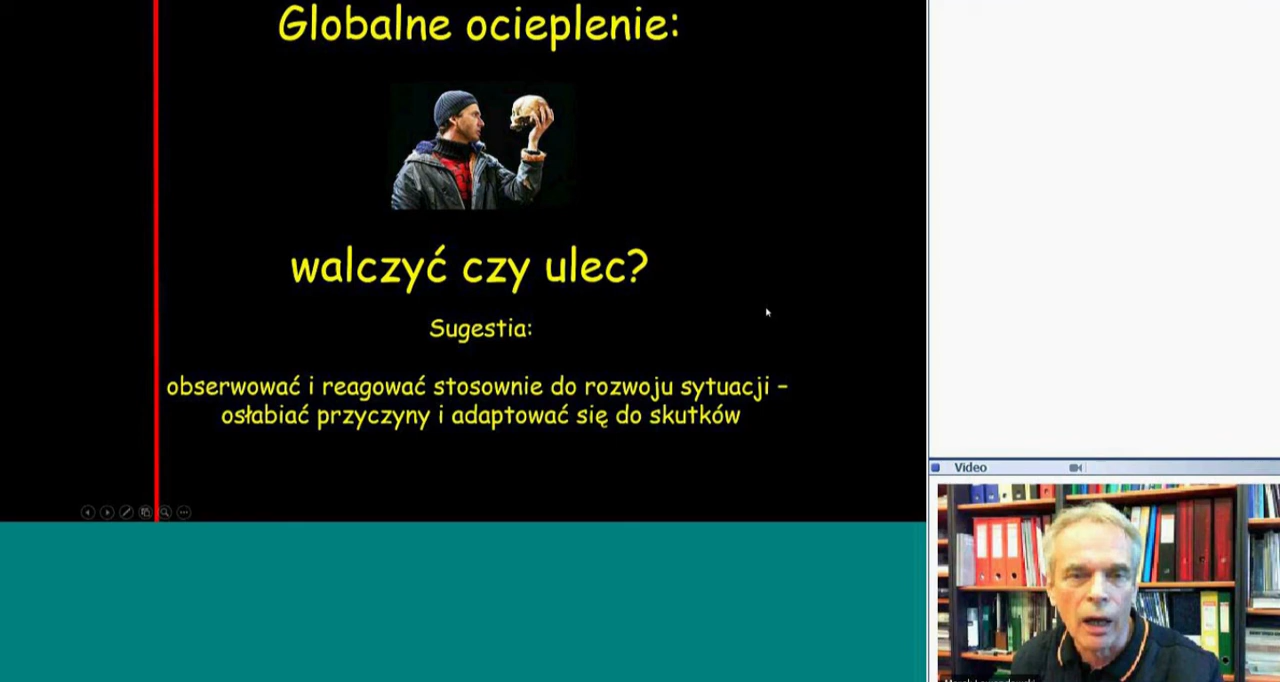 Globalne ocieplenie:
walczyć czy ulec?
Sugestia:
obserwować i reagować stosownie do rozwoju sytuacji –
osłabiać przyczyny i adaptować się do skutków
Video